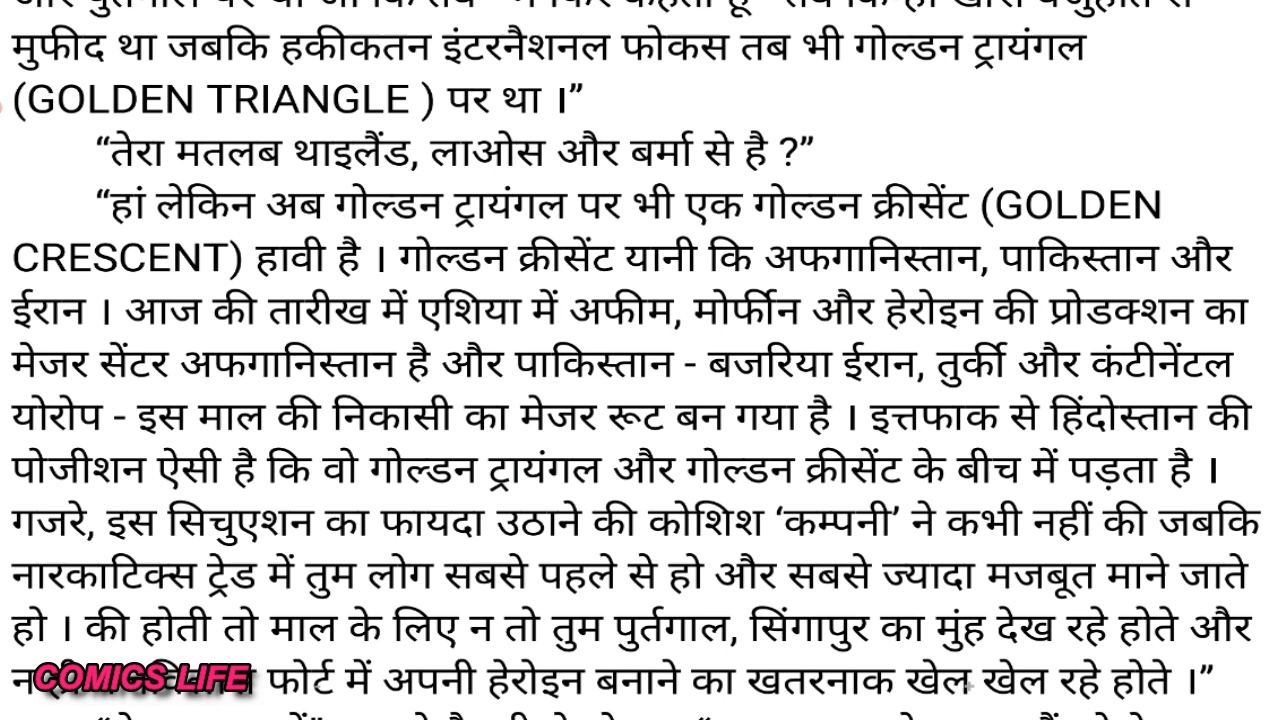 मुफीद था जबकि हकीकतन इंटरनैशनल फोकस तब भी गोल्डन ट्रायंगल
(GOLDEN TRIANGLE ) पर था ।”
“तेरा मतलब थाइलैंड, लाओस और बर्मा से है ?”
“हां लेकिन अब गोल्डन ट्रायंगल पर भी एक गोल्डन क्रीसेंट (GOLDEN
CRESCENT) हावी है । गोल्डन क्रीसेंट यानी कि अफगानिस्तान, पाकिस्तान और
ईरान । आज की तारीख में एशिया में अफीम, मोर्फीन और हेरोइन की प्रोडक्शन का
मेजर सेंटर अफगानिस्तान है और पाकिस्तान - बजरिया ईरान, तुर्की और कंटीनेंटल
योरोप - इस माल की निकासी का मेजर रूट बन गया है । इत्तफाक से हिंदोस्तान की
पोजीशन ऐसी है कि वो गोल्डन ट्रायंगल और गोल्डन क्रीसेंट के बीच में पड़ता है ।
गजरे, इस सिचुएशन का फायदा उठाने की कोशिश ‘कम्पनी’ ने कभी नहीं की जबकि
नारकाटिक्स ट्रेड में तुम लोग सबसे पहले से हो और सबसे ज्यादा मजबूत माने जाते
हो । की होती तो माल के लिए न तो तुम पुर्तगाल, सिंगापुर का मुंह देख रहे होते और
COMICS LIFE फोर्ट में अपनी हेरोइन बनाने का खतरनाक खेल खेल रहे होते ।”